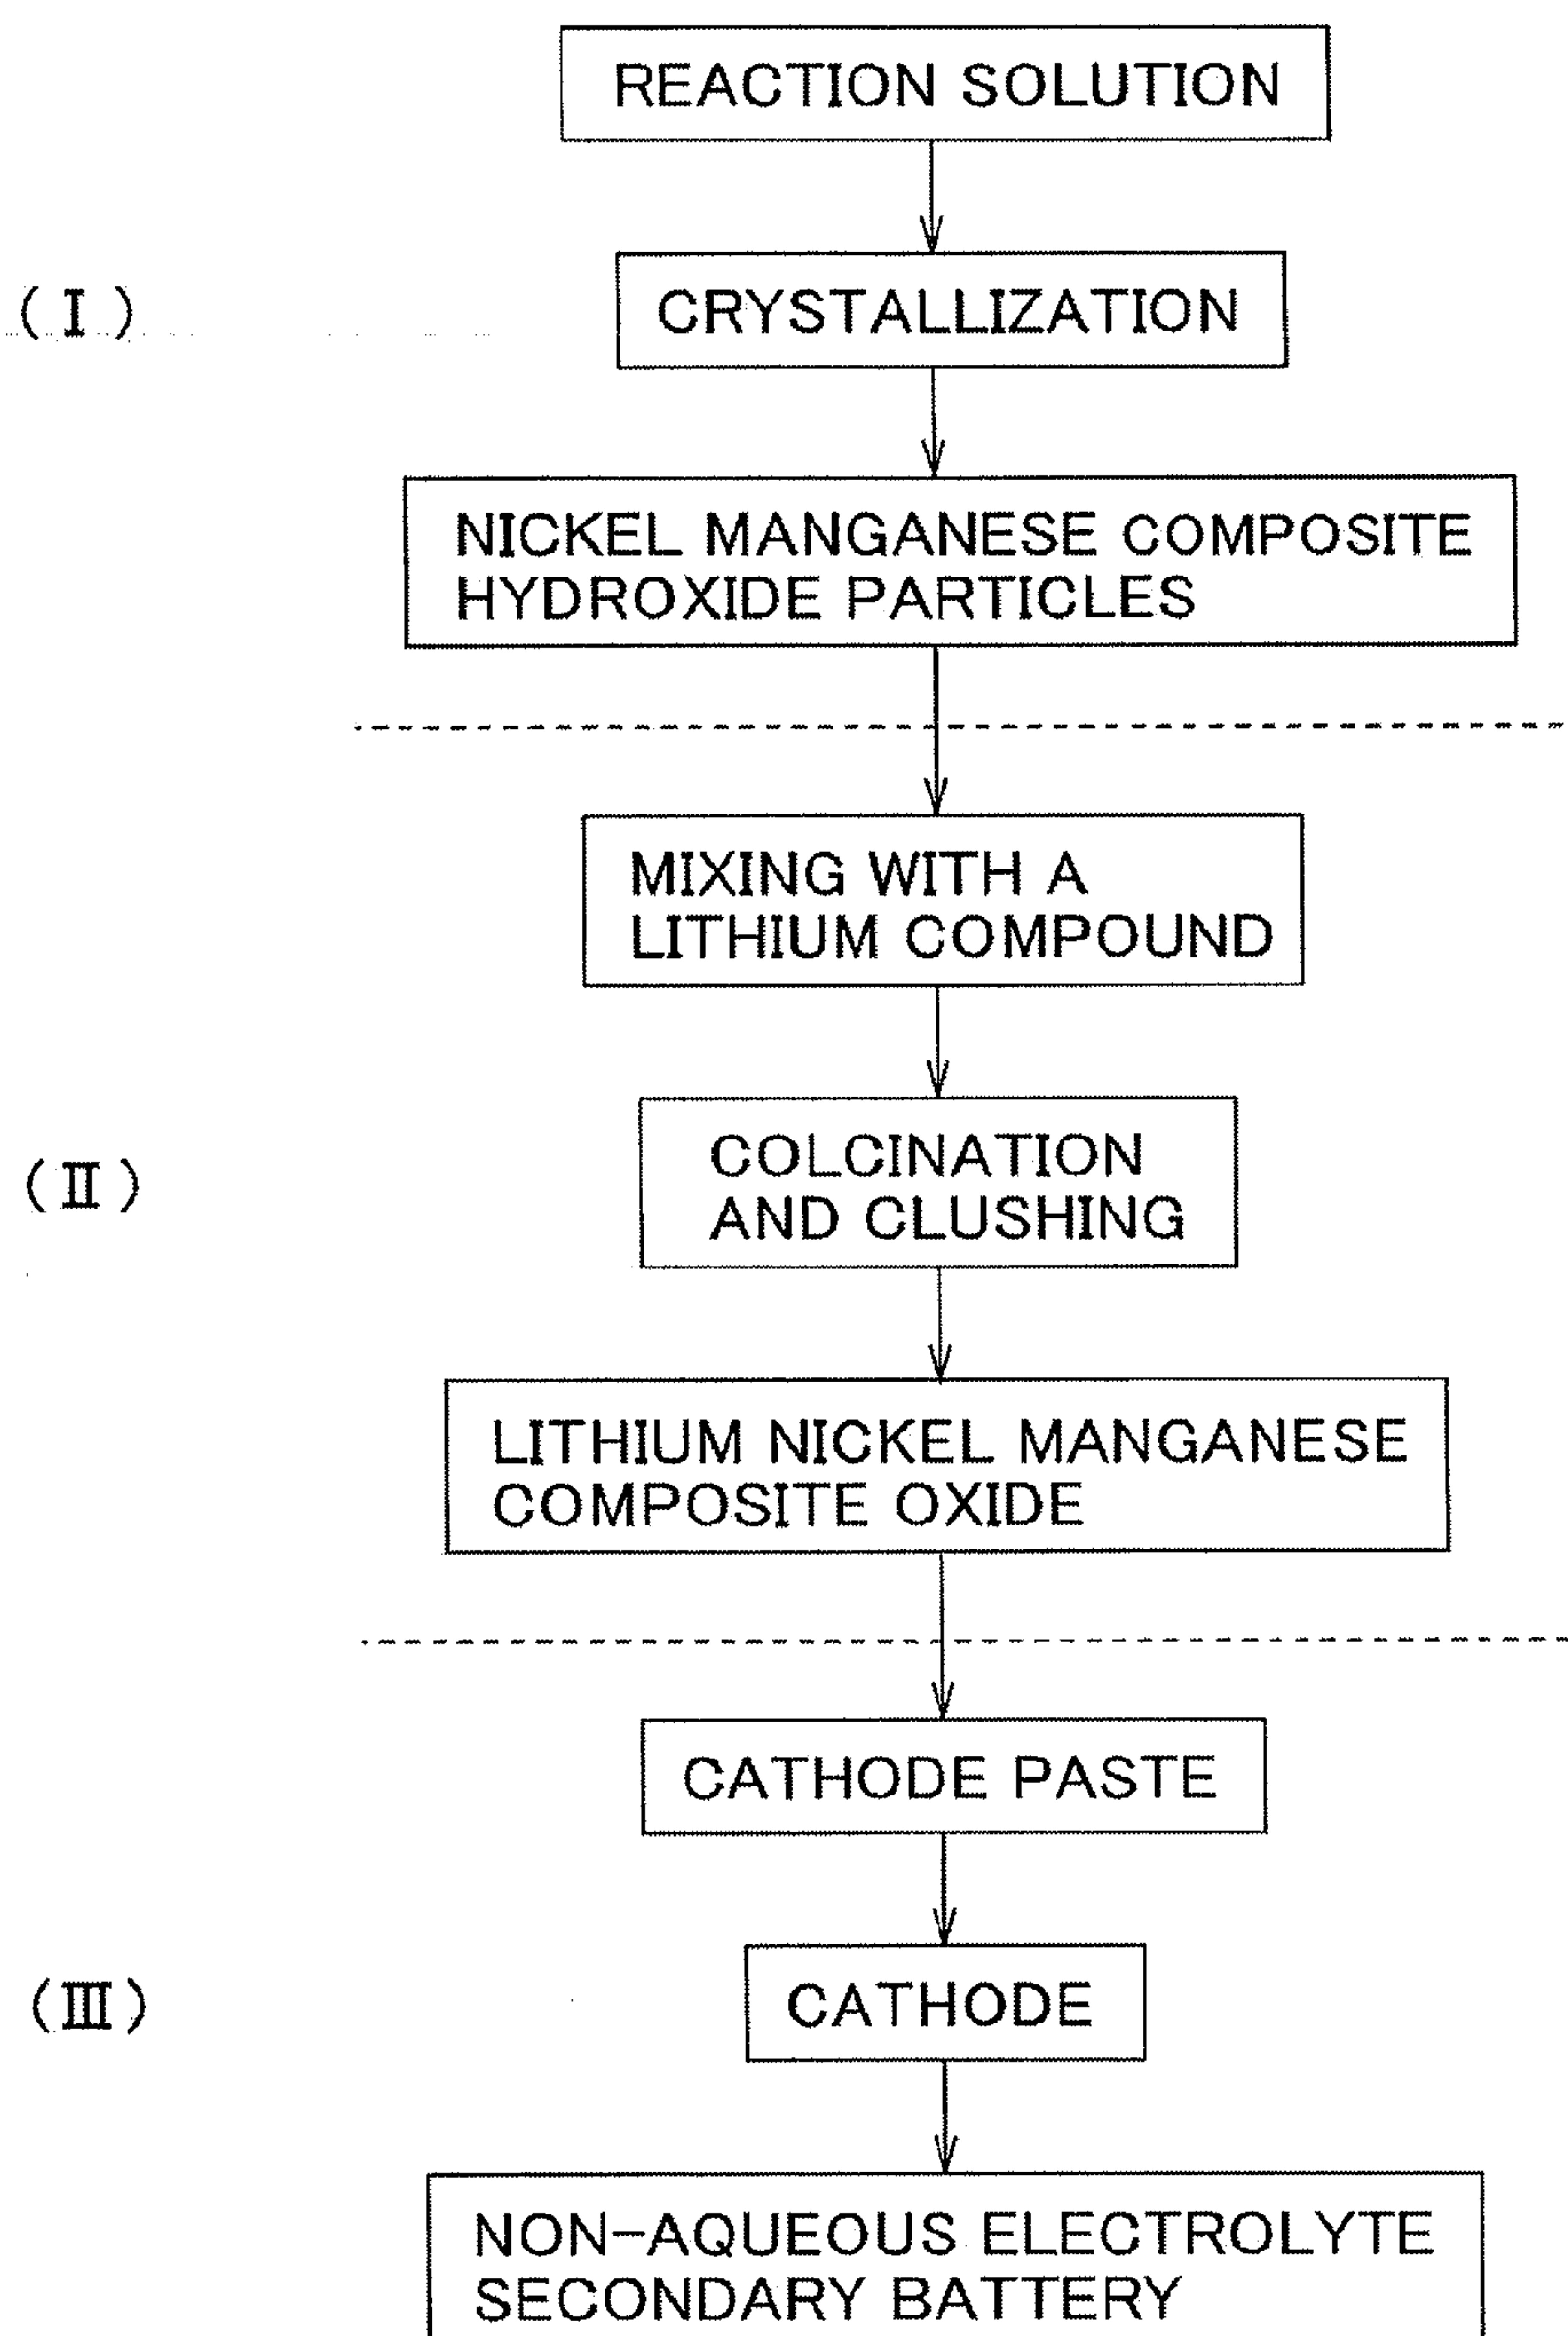 REACTION SOLUTION
(Ⅰ)
CRYSTALLIZATION
NICKEL MANGANESE COMPOSITE
HYDROXIDE PARTICLES
MIXING WITH A
LITHIUM COMPOUND
(Ⅱ)
COLCINATION
AND CLUSHING
LITHIUM NICKEL MANGANESE
COMPOSITE OXIDE
CATHODE PASTE
(Ⅲ)
CATHODE
NON-AQUEOUS ELECTROLYTE
SECONDARY BATTERY